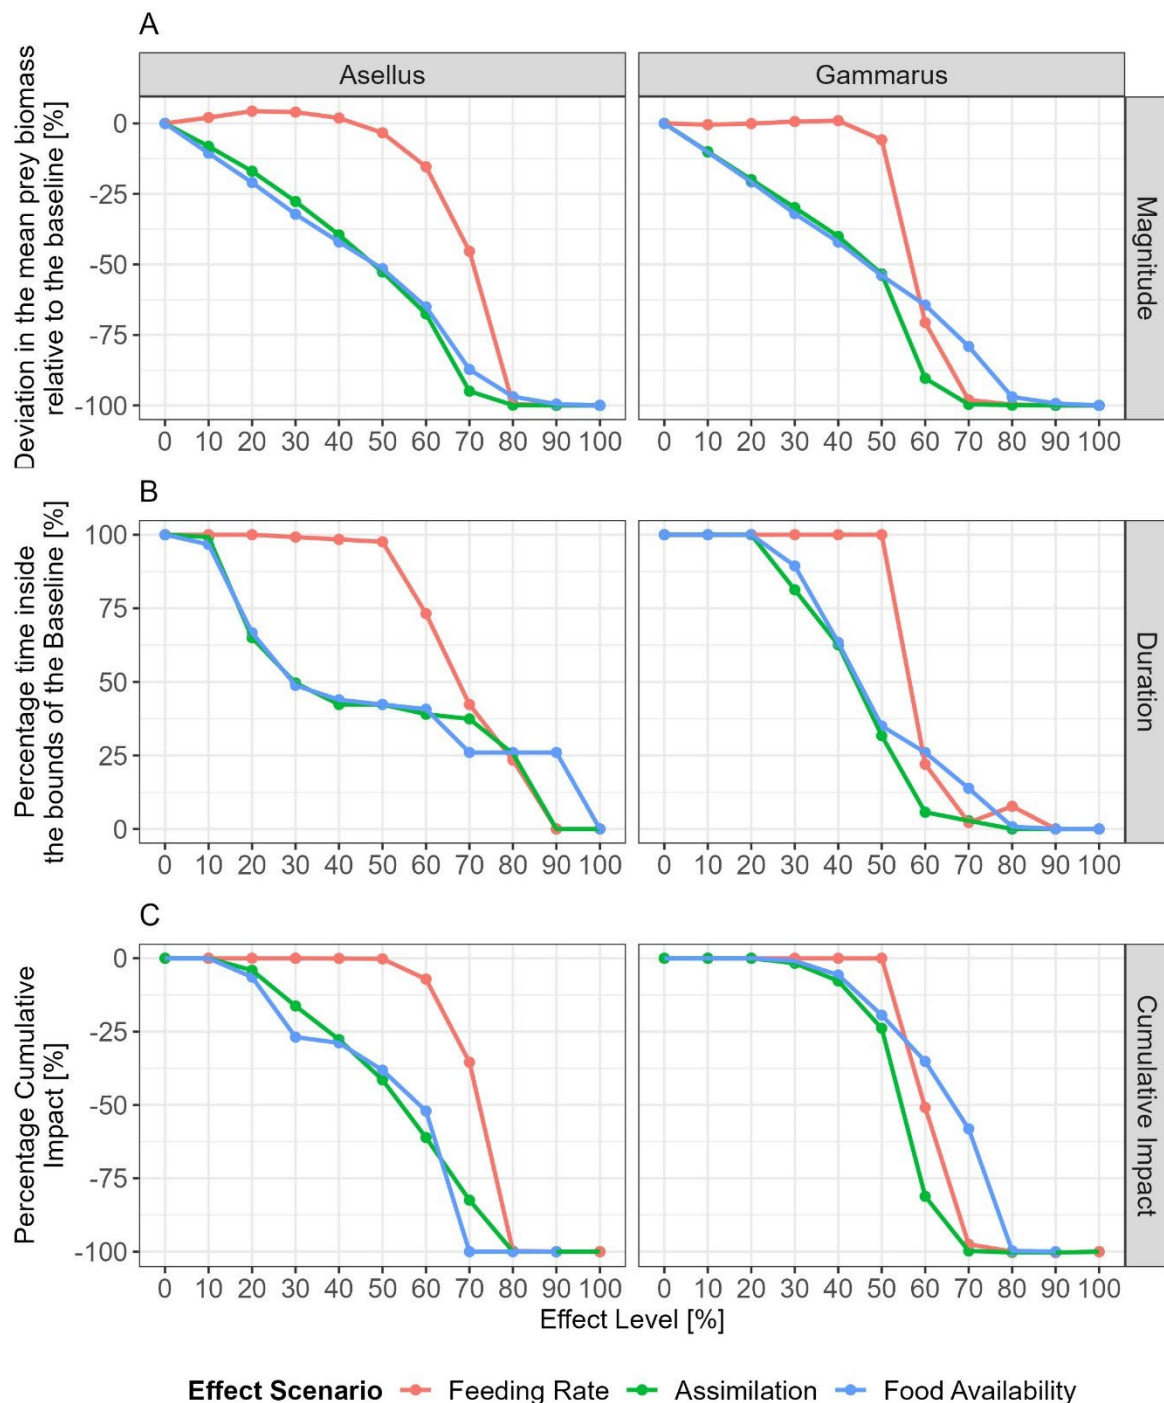 A
Asellus
Gammarus
Deviation in the mean prey biomass
relative to the baseline [%]
0
-25
-50
-75
-100
0 10 20 30 40 50 60 70 80 90 100
0 10 20 30 40 50 60 70 80 90 100
Magnitude
B
Percentage time inside
the bounds of the Baseline [%]
100
75
50
25
0
0 10 20 30 40 50 60 70 80 90 100
0 10 20 30 40 50 60 70 80 90 100
Duration
C
Percentage Cumulative
Impact [%]
0
-25
-50
-75
-100
0 10 20 30 40 50 60 70 80 90 100
0 10 20 30 40 50 60 70 80 90 100
Cumulative Impact
Effect Level [%]
Effect Scenario Feeding Rate Assimilation Food Availability